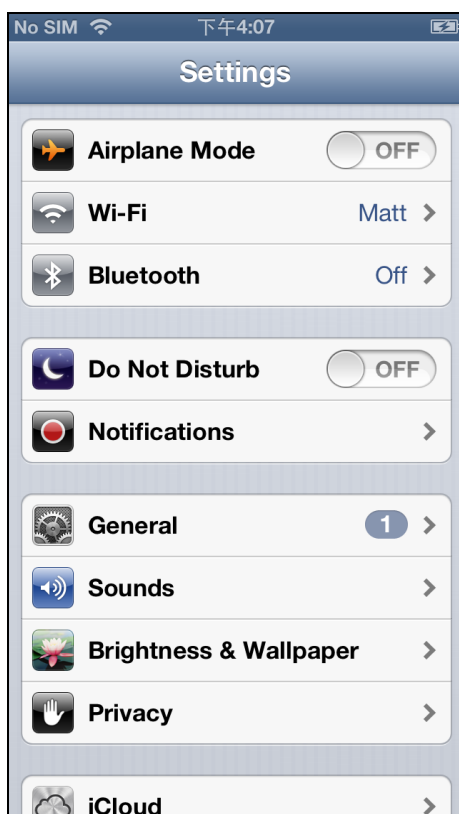 No SIM 下午4:07
Settings
Airplane Mode OFF
Wi-Fi Matt
Bluetooth Off
Do Not Disturb OFF
Notifications
General 1
Sounds
Brightness & Wallpaper
Privacy
iCloud